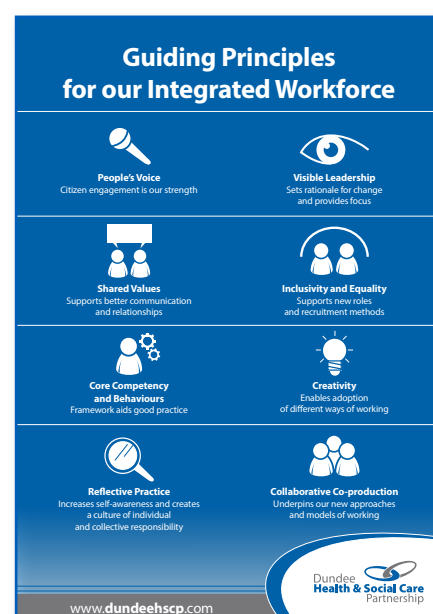 Guiding Principles
for our Integrated Workforce
People's Voice
Citizen engagement is our strength
Visible Leadership
Sets rationale for change
and provides focus
Shared Values
Supports better communication
and relationships
Inclusivity and Equality
Supports new roles
and recruitment methods
Core Competency
and Behaviours
Framework aids good practice
Creativity
Enables adoption
of different ways of working
Reflective Practice
Increases self-awareness and creates
a culture of individual
and collective responsibility
Collaborative Co-production
Underpins our new approaches
and models of working
Dundee
Health & Social Care
Partnership
www.dundeehscp.com